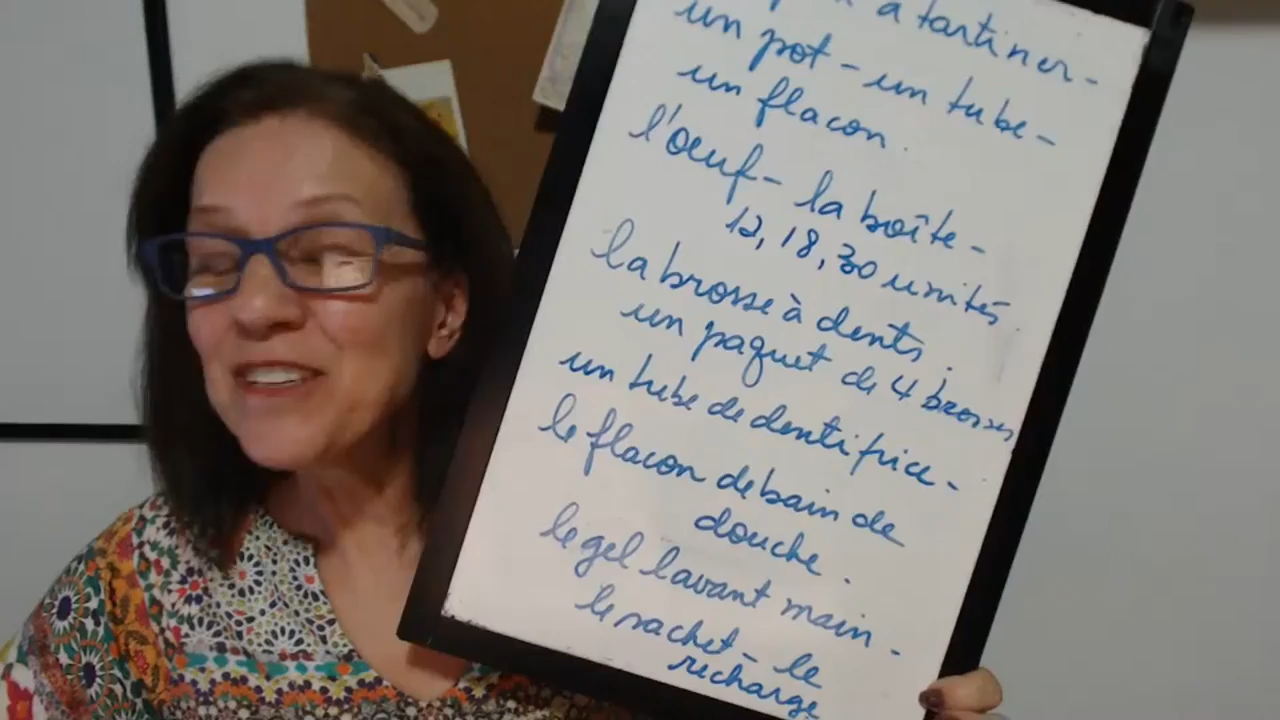 à tartiner-
un pot - un tube -
un flacon.
l'œuf - la boîte -
12, 18, 30 unités.
la brosse à dents.
un paquet de 4 brosses
un tube de dentifrice -
le flacon de bain de
douche.
le gel lavant main -
le sachet - le
recharge